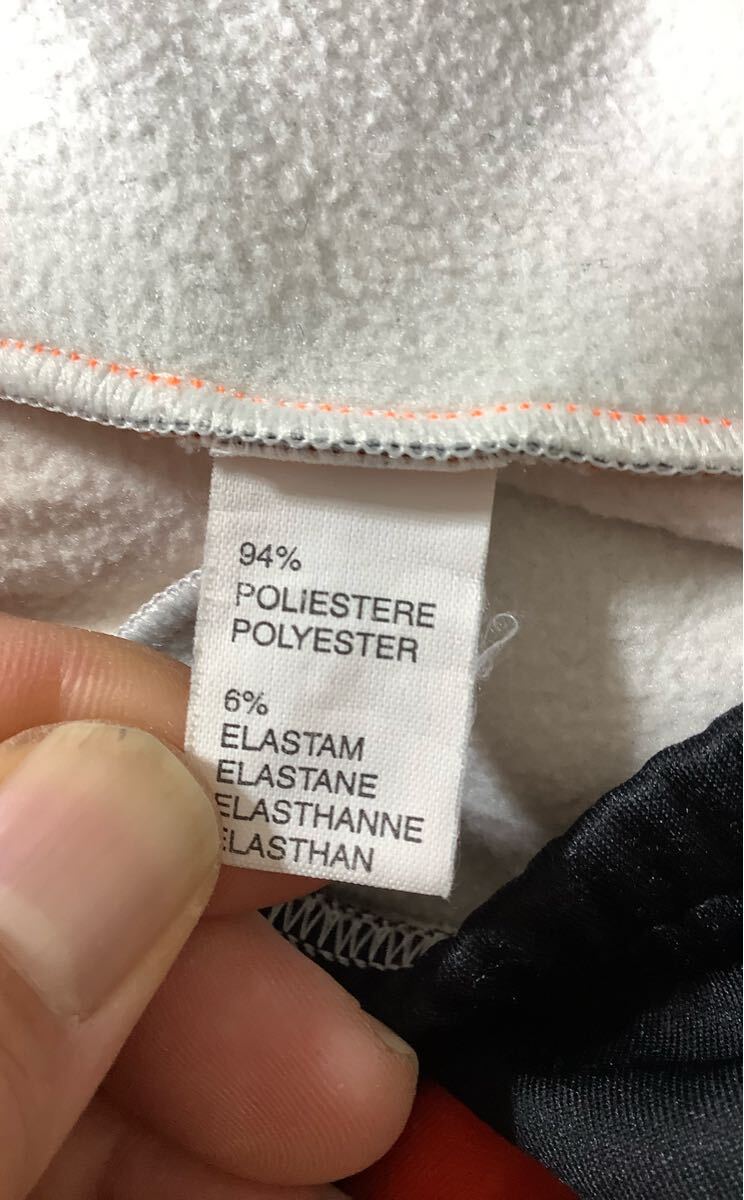 94%
POLIESTERE
POLYESTER
6%
ELASTAM
ELASTANE
ELASTHANNE
ELASTHAN